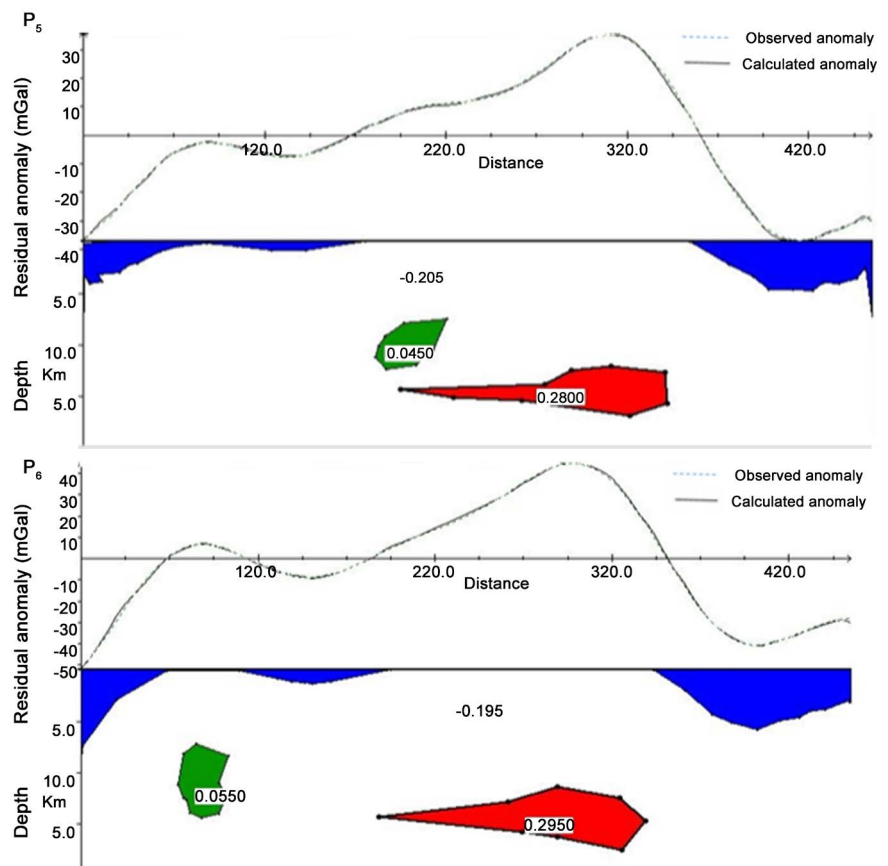 P5
Observed anomaly
Calculated anomaly
Residual anomaly (mGal)
30
20
10
120.0
220.0
320.0
420.0
Distance
-10
-20
-30
-40
-0.205
5.0
10.0
0.0450
Km
Depth
5.0
0.2800
P6
Observed anomaly
Calculated anomaly
Residual anomaly (mGal)
40
30
20
10
120.0
220.0
320.0
420.0
Distance
-10
-20
-30
-40
-50
-0.195
5.0
10.0
0.0550
Km
Depth
5.0
0.2950